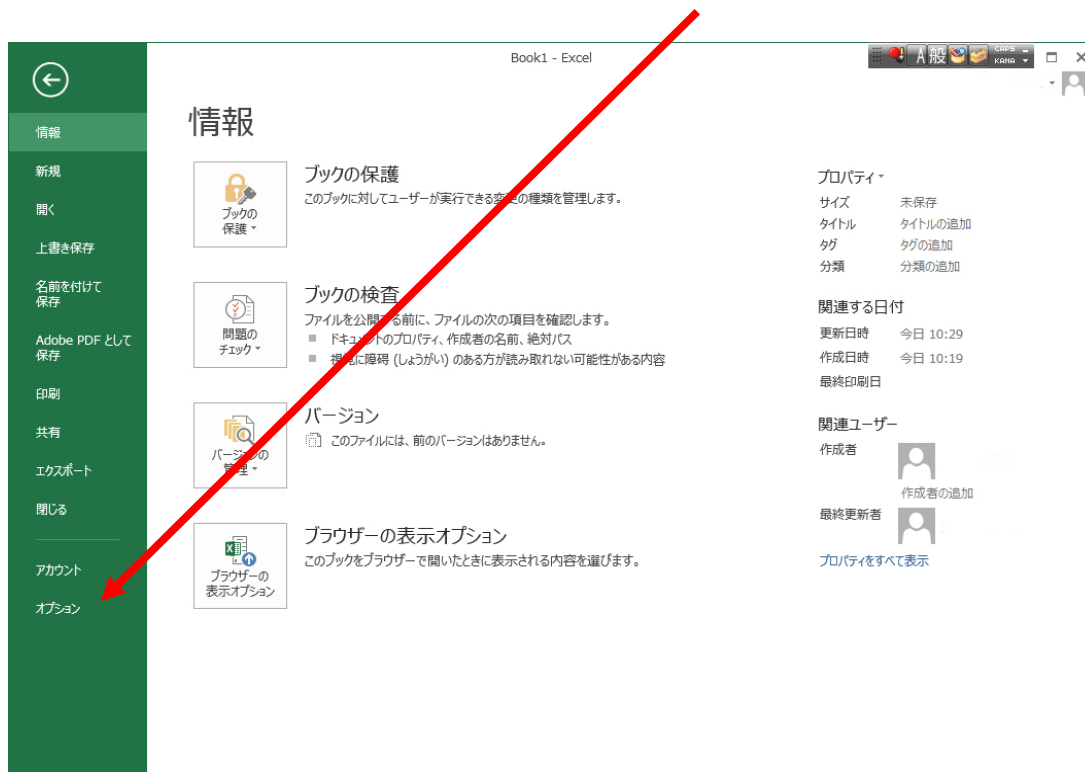 Book1 - Excel
A般
CAPS
KANA
情報
新規
開く
上書き保存
名前を付けて
保存
Adobe PDF として
保存
印刷
共有
エクスポート
閉じる
アカウント
オプション
情報
ブックの
保護
ブックの保護
このブックに対してユーザーが実行できる変更の種類を管理します。
問題の
チェック
ブックの検査
ファイルを公開する前に、ファイルの次の項目を確認します。
ドキュメントのプロパティ、作成者の名前、絶対パス
視覚に障碍 (しょうがい) のある方が読み取れない可能性がある内容
バージョンの
管理
バージョン
このファイルには、前のバージョンはありません。
ブラウザーの
表示オプション
ブラウザーの表示オプション
このブックをブラウザーで開いたときに表示される内容を選びます。
プロパティ
サイズ 未保存
タイトル タイトルの追加
タグ タグの追加
分類 分類の追加
関連する日付
更新日時 今日 10:29
作成日時 今日 10:19
最終印刷日
関連ユーザー
作成者
作成者の追加
最終更新者
プロパティをすべて表示